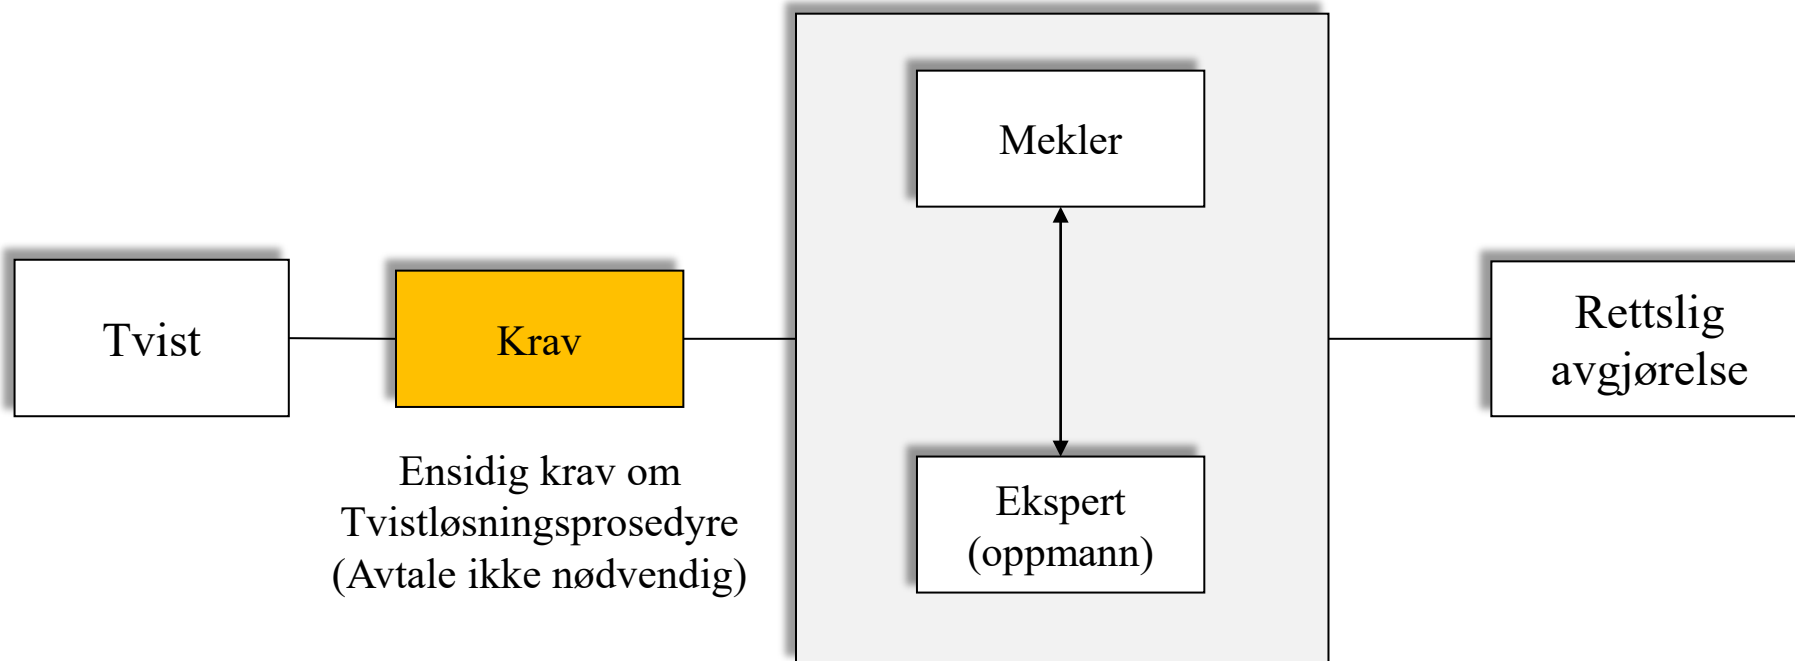 Tvist
Krav
Ensidig krav om
Tvistløsningsprosedyre
(Avtale ikke nødvendig)
Mekler
Ekspert
(oppmann)
Rettslig
avgjørelse